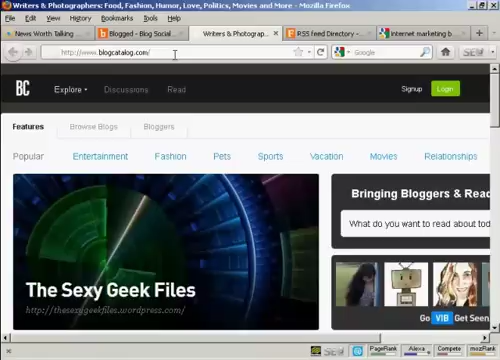 Writers & Photographers: Food, Fashion, Humor, Love, Politics, Movies and More! - Mozilla Firefox
Edit View History Bookmarks Tools Help
News Worth Talking ... Blogged - Blog Social ... Writers & Photograp... RSS feed Directory - ... Internet marketing b...
http://www.blogcatalog.com/ Google
BC Explore Discussions Read Signup Login
Features Browse Blogs Bloggers
Popular Entertainment Fashion Pets Sports Vacation Movies Relationships
Bringing Bloggers & Read
What do you want to read about tod
The Sexy Geek Files
http://thesexygeekfiles.wordpress.com/
Go VIB Get Seen
PageRank Alexa Compete mozRank